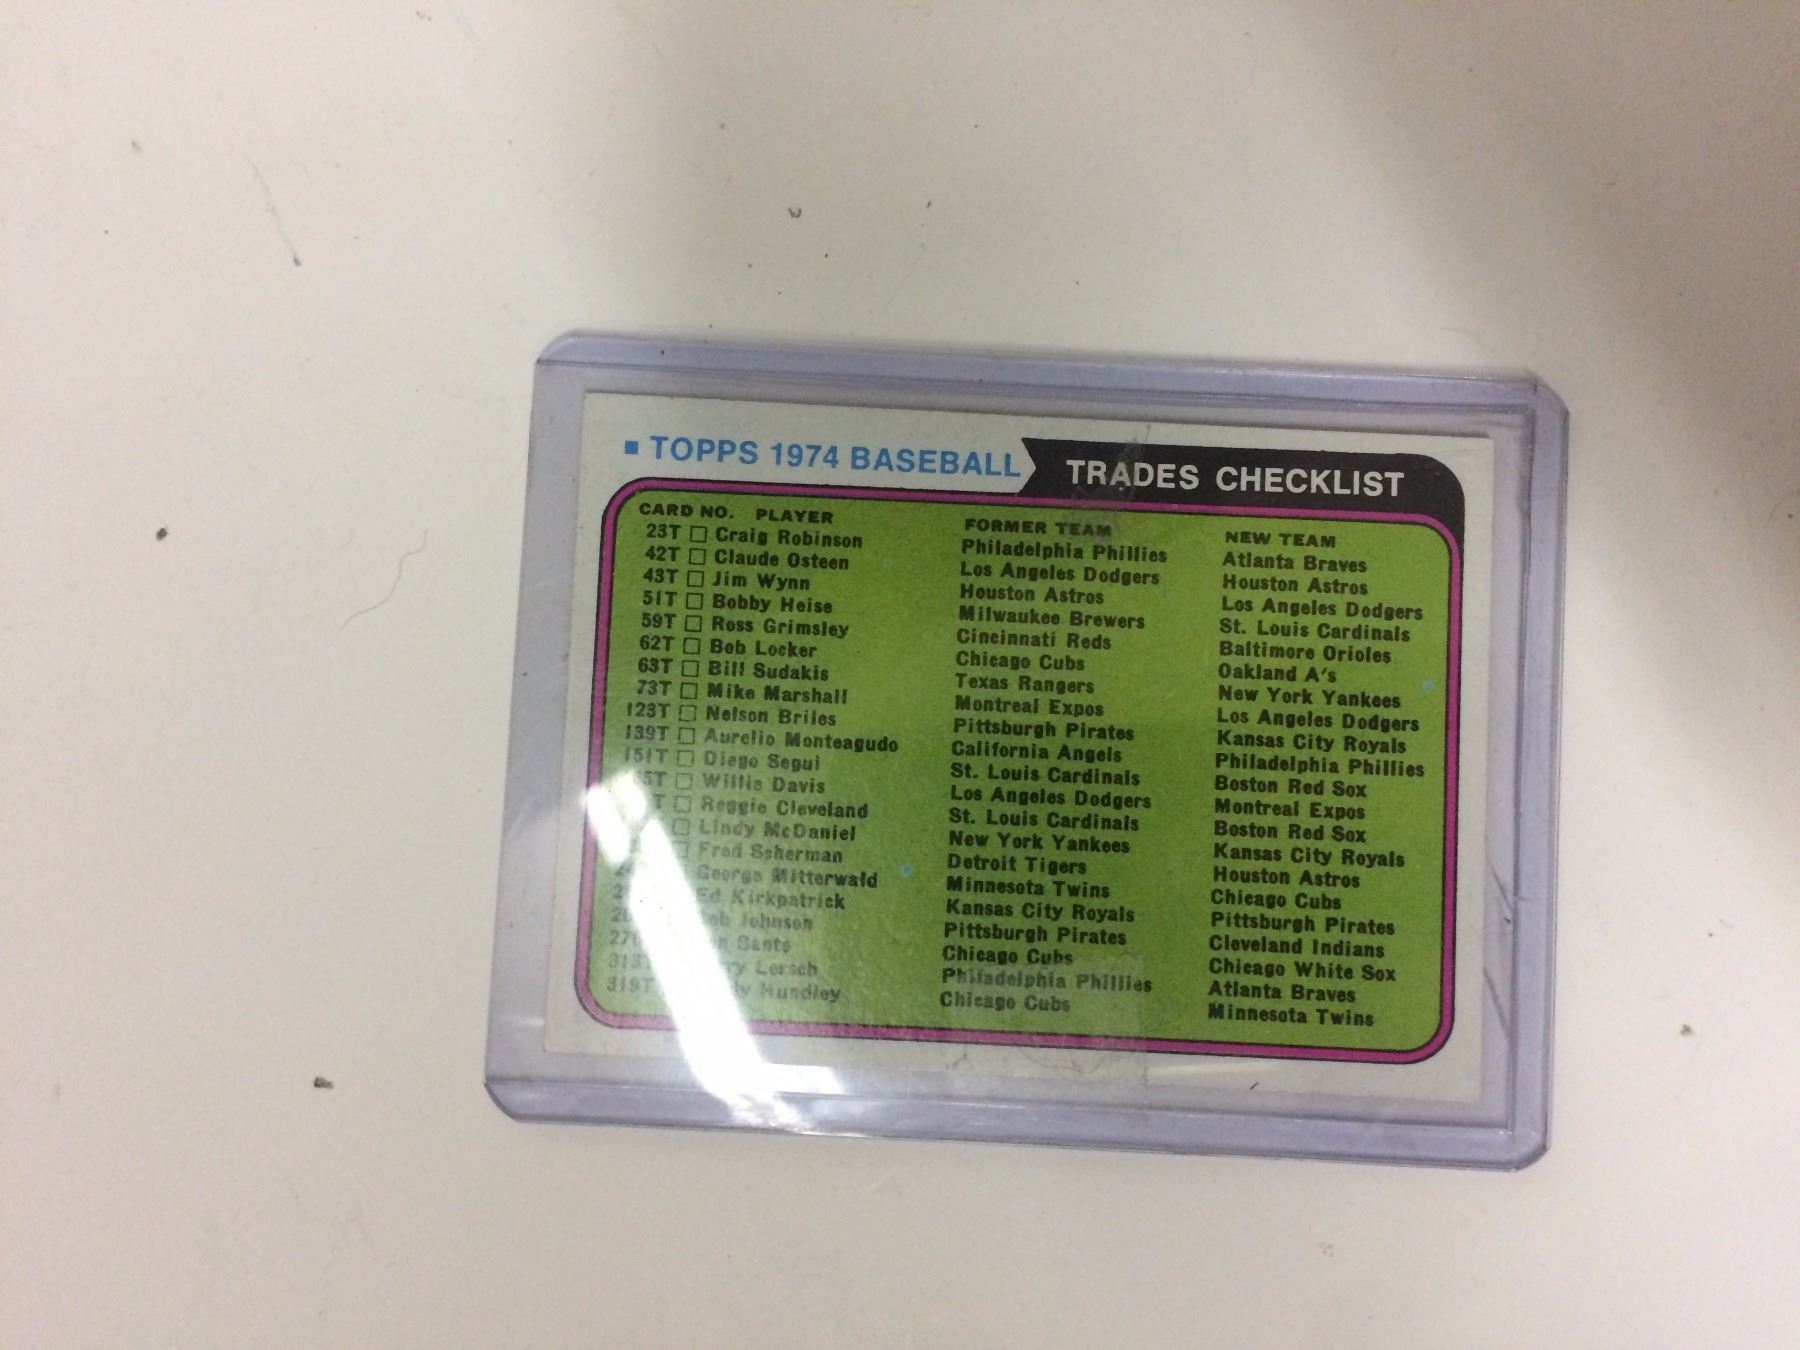 TOPPS 1974 BASEBALL TRADES CHECKLIST
CARD NO. PLAYER FORMER TEAM NEW TEAM
23T Craig Robinson Philadelphia Phillies Atlanta Braves
42T Claude Osteen Los Angeles Dodgers Houston Astros
43T Jim Wynn Houston Astros Los Angeles Dodgers
51T Bobby Heise Milwaukee Brewers St. Louis Cardinals
59T Ross Grimsley Cincinnati Reds Baltimore Orioles
62T Bob Locker Chicago Cubs Oakland A's
63T Bill Sudakis Texas Rangers New York Yankees
73T Mike Marshall Montreal Expos Los Angeles Dodgers
123T Nelson Briles Pittsburgh Pirates Kansas City Royals
139T Aurelio Monteagudo California Angels Philadelphia Phillies
151T Diego Segui St. Louis Cardinals Boston Red Sox
Willie Davis Los Angeles Dodgers Montreal Expos
Reggie Cleveland St. Louis Cardinals Boston Red Sox
Lindy McDaniel New York Yankees Kansas City Royals
Fred Scherman Detroit Tigers Houston Astros
George Mitterwald Minnesota Twins Chicago Cubs
Ed Kirkpatrick Kansas City Royals Pittsburgh Pirates
Bob Johnson Pittsburgh Pirates Cleveland Indians
Santo Chicago Cubs Chicago White Sox
313T Lersch Philadelphia Phillies Atlanta Braves
319T Hundley Chicago Cubs Minnesota Twins